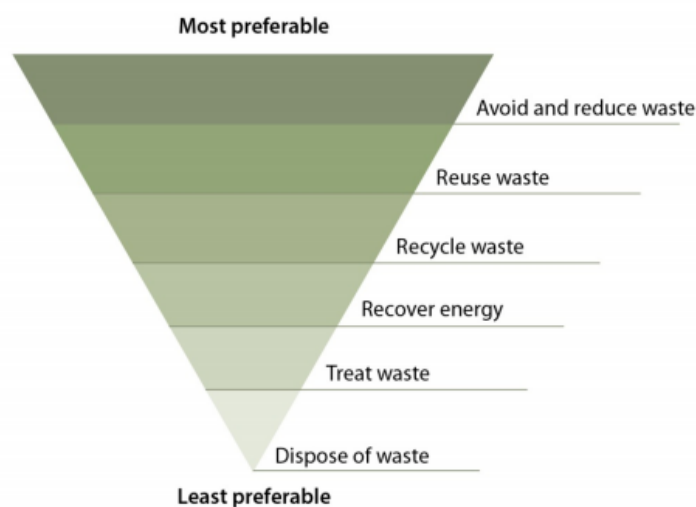 Most preferable
Avoid and reduce waste
Reuse waste
Recycle waste
Recover energy
Treat waste
Dispose of waste
Least preferable